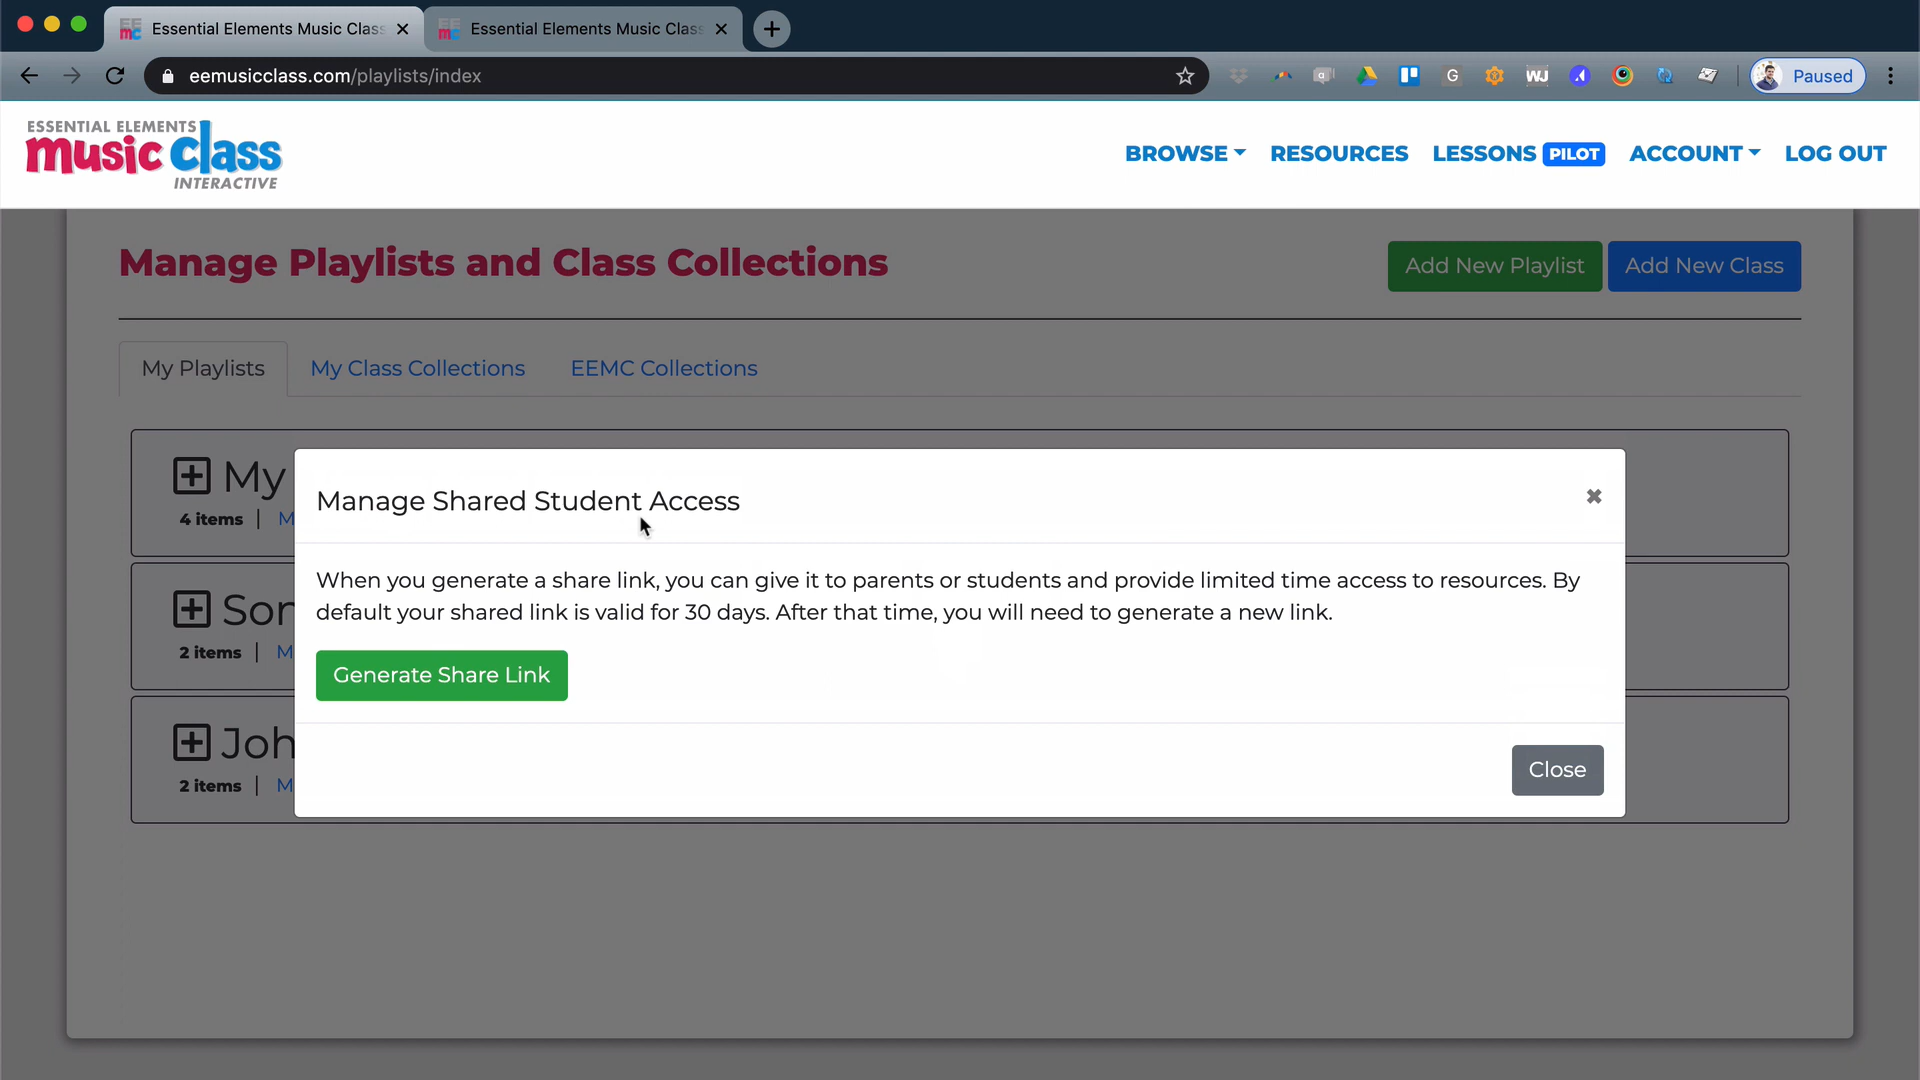 Essential Elements Music Class
Essential Elements Music Class
eemusicclass.com/playlists/index
Paused
ESSENTIAL ELEMENTS
music class
INTERACTIVE
BROWSE
RESOURCES
LESSONS PILOT
ACCOUNT
LOG OUT
Manage Playlists and Class Collections
Add New Playlist
Add New Class
My Playlists
My Class Collections
EEMC Collections
My
4 items | M
Manage Shared Student Access
When you generate a share link, you can give it to parents or students and provide limited time access to resources. By
default your shared link is valid for 30 days. After that time, you will need to generate a new link.
Generate Share Link
Close
Son
2 items | M
Joh
2 items | M